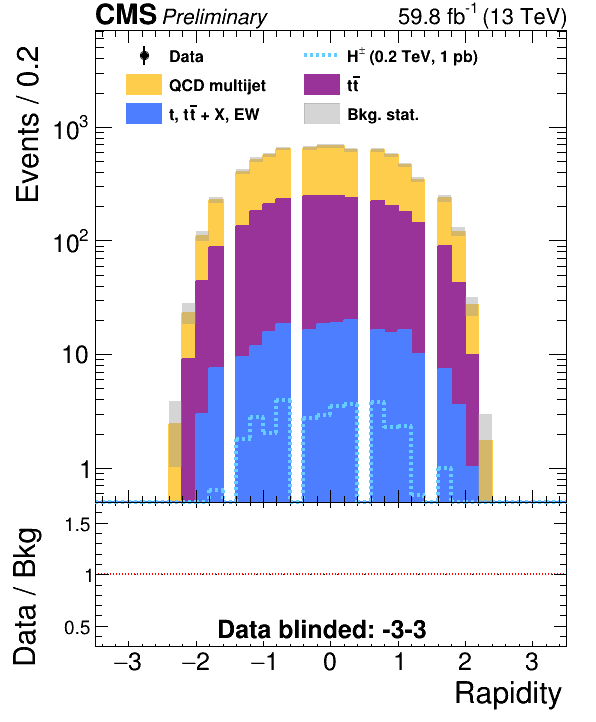 CMS Preliminary 59.8 fb⁻¹ (13 TeV)
Data H± (0.2 TeV, 1 pb)
QCD multijet tt̄
t, tt̄ + X, EW Bkg. stat.
Events / 0.2
10³
10²
10
1
Data / Bkg
1.5
1
0.5
Data blinded: -3-3
−3 −2 −1 0 1 2 3
Rapidity